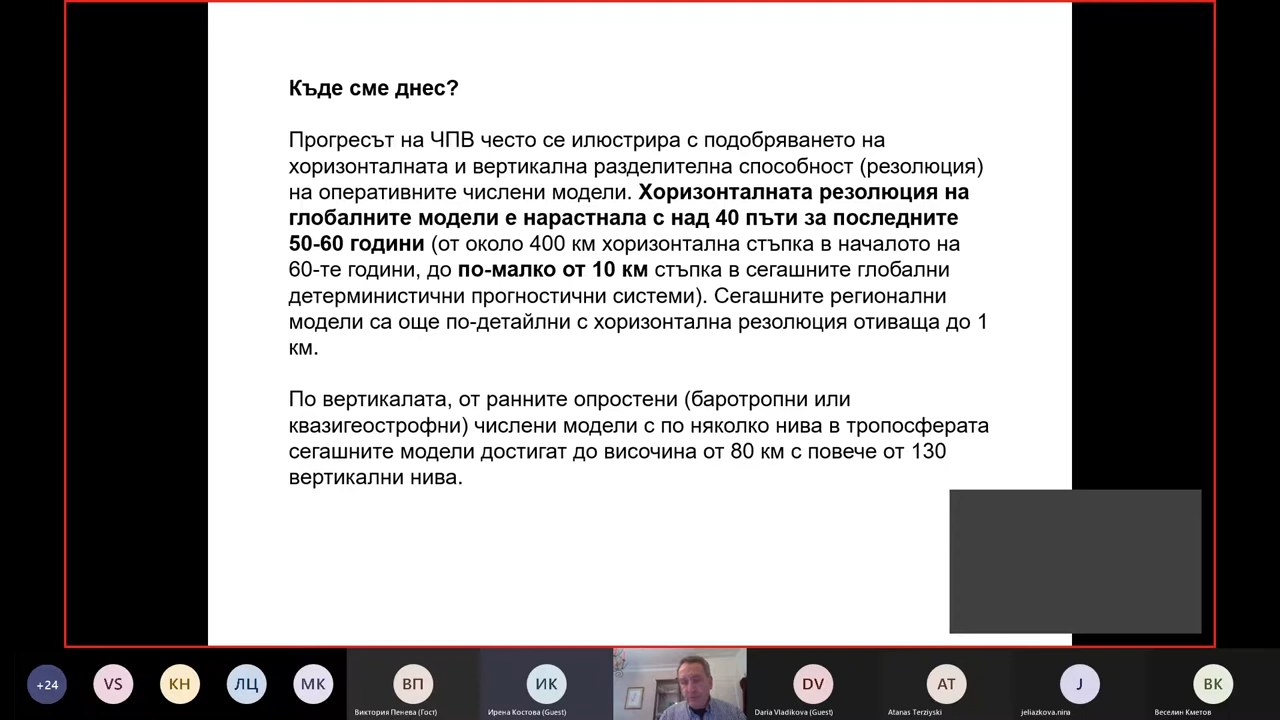 Къде сме днес?
Прогресът на ЧПВ често се илюстрира с подобряването на
хоризонталната и вертикална разделителна способност (резолюция)
на оперативните числени модели. Хоризонталната резолюция на
глобалните модели е нарастнала с над 40 пъти за последните
50-60 години (от около 400 км хоризонтална стъпка в началото на
60-те години, до по-малко от 10 км стъпка в сегашните глобални
детерминистични прогностични системи). Сегашните регионални
модели са още по-детайлни с хоризонтална резолюция отиваща до 1
км.
По вертикалата, от ранните опростени (баротропни или
квазигеострофни) числени модели с по няколко нива в тропосферата
сегашните модели достигат до височина от 80 км с повече от 130
вертикални нива.
+24
VS
КН
ЛЦ
МК
ВП
ИК
DV
AT
J
ВК
Виктория Пенева (Гост)
Ирена Костова (Guest)
Daria Vladikova (Guest)
Atanas Terziyski
jeliazkova.nina
Веселин Кметов